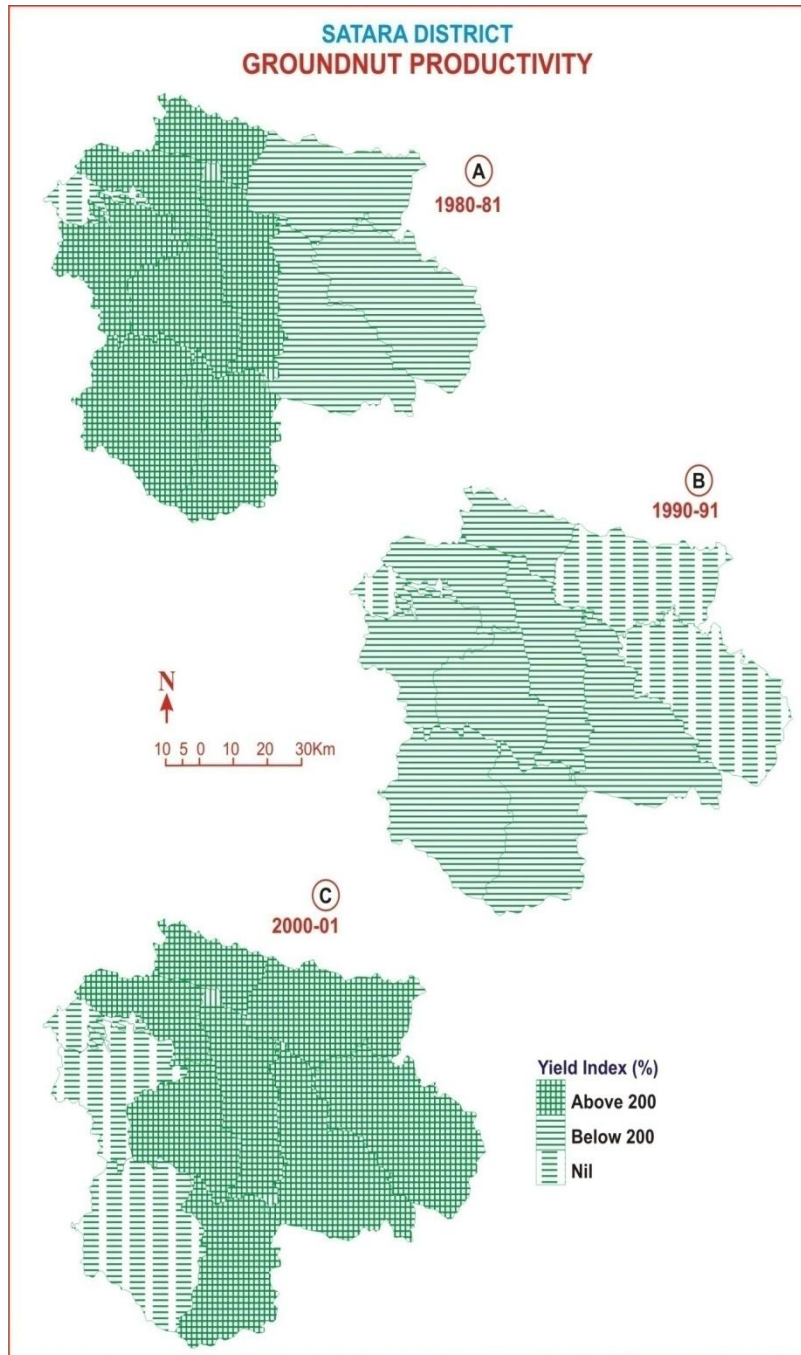 SATARA DISTRICT
GROUNDNUT PRODUCTIVITY
A
1980-81
B
1990-91
N
10 5 0 10 20 30Km
C
2000-01
Yield Index (%)
Above 200
Below 200
Nil